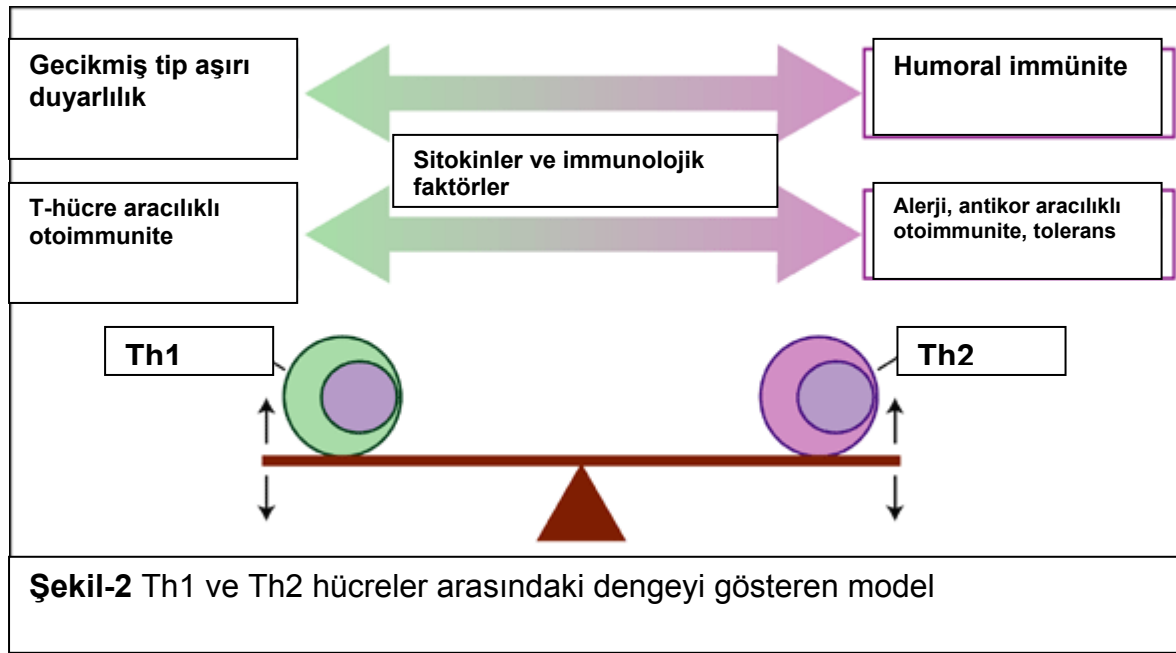 Gecikmiş tip aşırı
duyarlılık
Humoral immünite
Sitokinler ve immunolojik
faktörler
T-hücre aracılıklı
otoimmunite
Alerji, antikor aracılıklı
otoimmunite, tolerans
Th1
Th2
Şekil-2 Th1 ve Th2 hücreler arasındaki dengeyi gösteren model